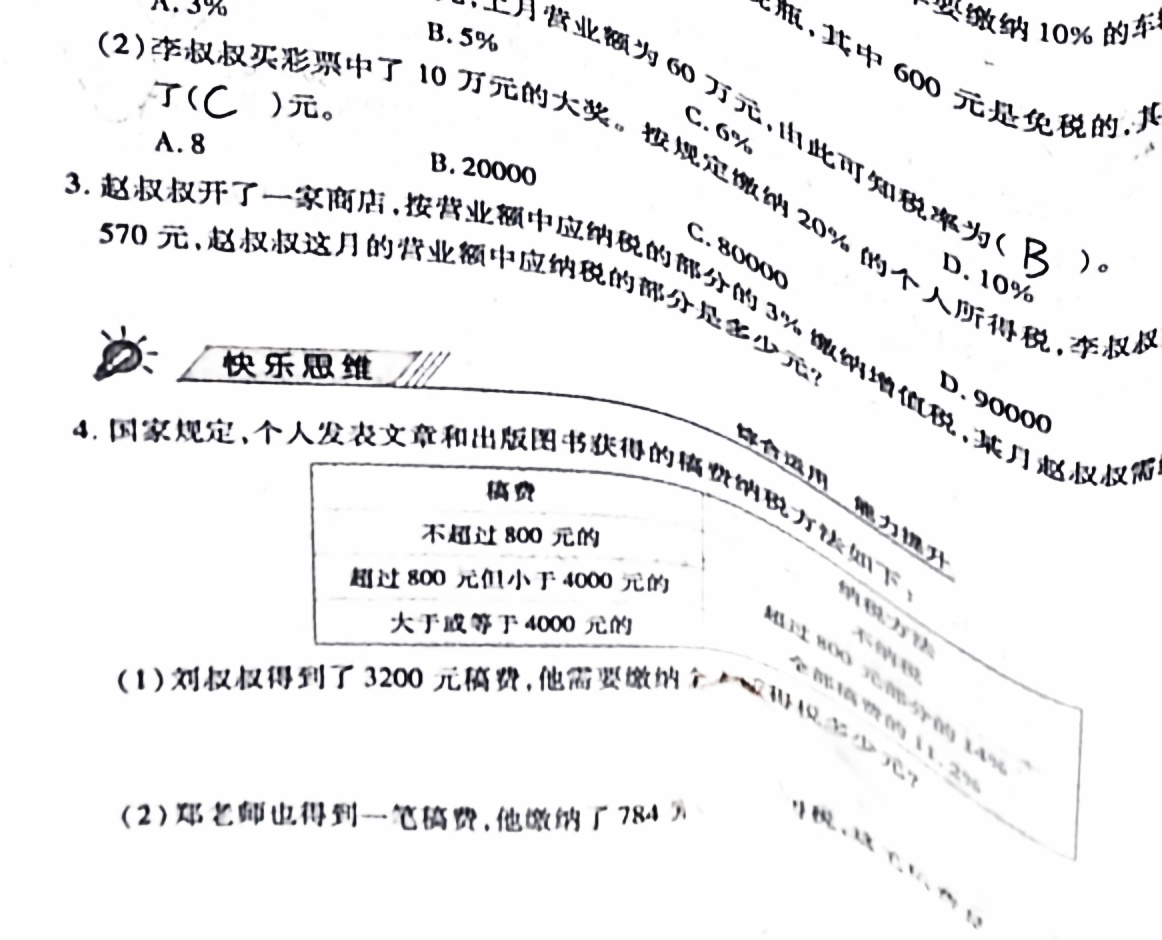 要缴纳 10% 的车
瓶,其中 600 元是免税的,其
上月营业额为 60 万元,由此可知税率为( B )。
A. 3%
B. 5%
C. 6%
D. 10%
(2)李叔叔买彩票中了 10 万元的大奖。按规定缴纳 20% 的个人所得税,李叔叔
了( C )元。
A. 8
B. 20000
C. 80000
D. 90000
3. 赵叔叔开了一家商店,按营业额中应纳税的部分的 3% 缴纳增值税,某月赵叔叔需
570 元,赵叔叔这月的营业额中应纳税的部分是多少元?
快乐思维
综合运用 能力提升
4. 国家规定,个人发表文章和出版图书获得的稿费纳税方法如下:
稿费 纳税方法
不超过 800 元的 不纳税
超过 800 元但小于 4000 元的 超过 800 元部分的 14%
大于或等于 4000 元的 全部稿费的 11.2%
(1)刘叔叔得到了 3200 元稿费,他需要缴纳个人所得税多少元?
(2)郑老师也得到一笔稿费,他缴纳了 784 税,这